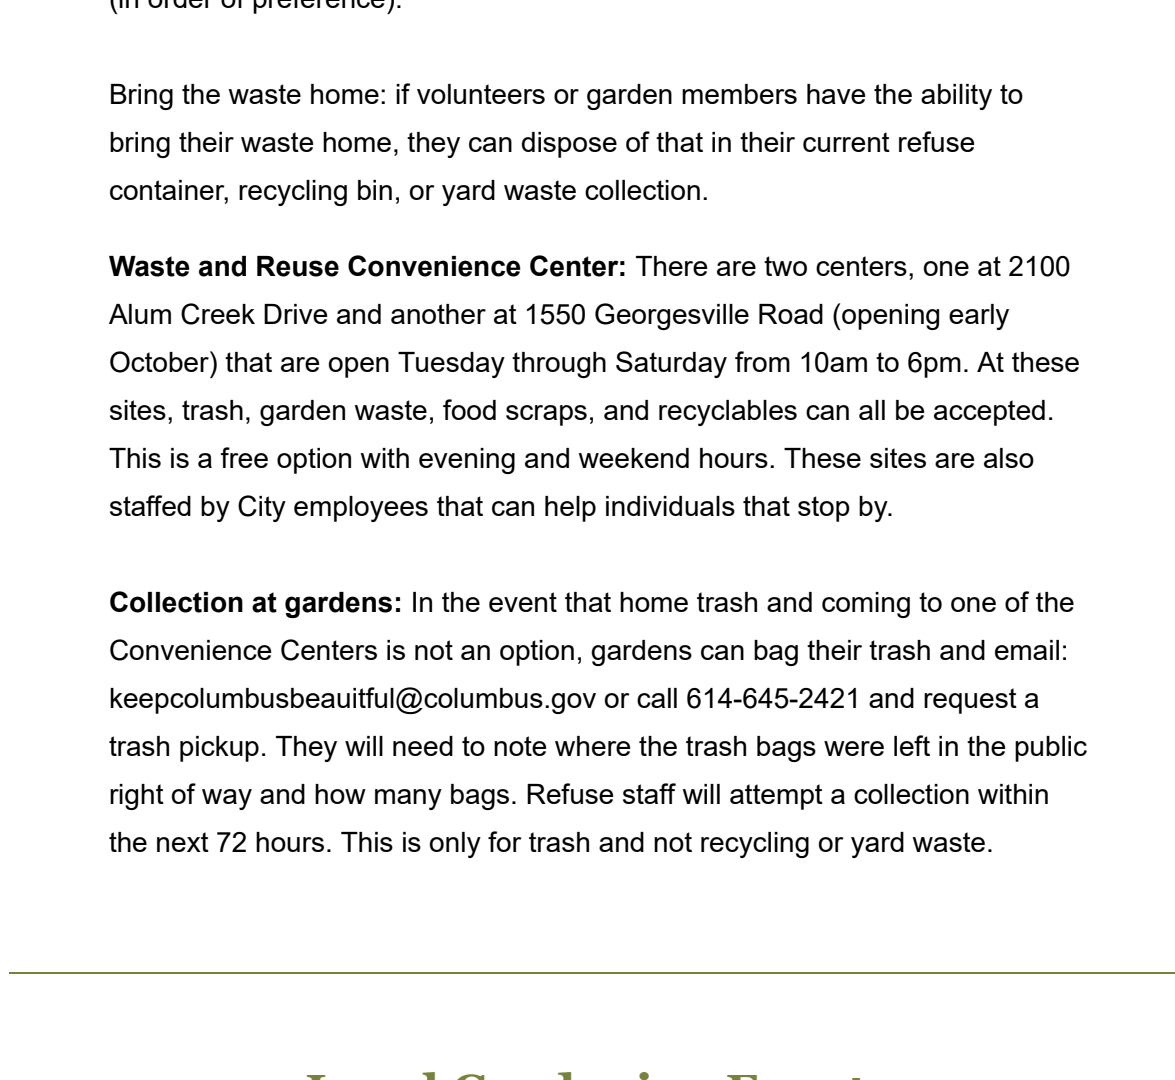 (in order of preference).
Bring the waste home: if volunteers or garden members have the ability to
bring their waste home, they can dispose of that in their current refuse
container, recycling bin, or yard waste collection.
Waste and Reuse Convenience Center: There are two centers, one at 2100
Alum Creek Drive and another at 1550 Georgesville Road (opening early
October) that are open Tuesday through Saturday from 10am to 6pm. At these
sites, trash, garden waste, food scraps, and recyclables can all be accepted.
This is a free option with evening and weekend hours. These sites are also
staffed by City employees that can help individuals that stop by.
Collection at gardens: In the event that home trash and coming to one of the
Convenience Centers is not an option, gardens can bag their trash and email:
keepcolumbusbeauitful@columbus.gov or call 614-645-2421 and request a
trash pickup. They will need to note where the trash bags were left in the public
right of way and how many bags. Refuse staff will attempt a collection within
the next 72 hours. This is only for trash and not recycling or yard waste.